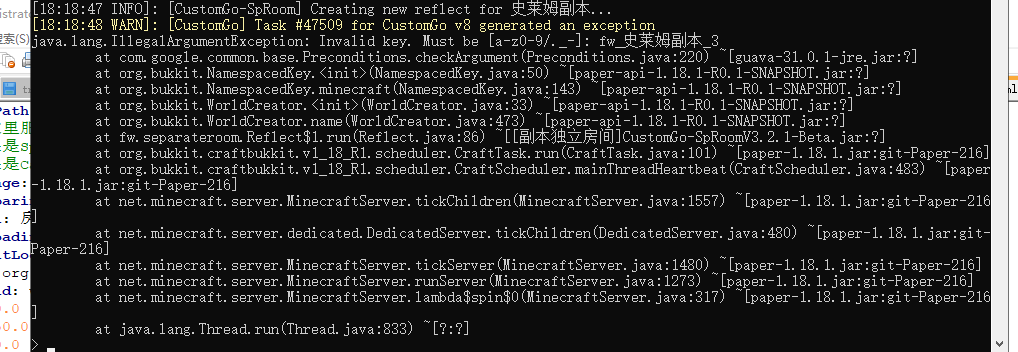 [18:18:47 INFO]: [CustomGo-SpRoom] Creating new reflect for 史莱姆副本...
[18:18:48 WARN]: [CustomGo] Task #47509 for CustomGo v8 generated an exception
java.lang.IllegalArgumentException: Invalid key. Must be [a-z0-9/._-]: fw_史莱姆副本_3
at com.google.common.base.Preconditions.checkArgument(Preconditions.java:220) ~[guava-31.0.1-jre.jar:?]
at org.bukkit.NamespacedKey.<init>(NamespacedKey.java:50) ~[paper-api-1.18.1-R0.1-SNAPSHOT.jar:?]
at org.bukkit.NamespacedKey.minecraft(NamespacedKey.java:143) ~[paper-api-1.18.1-R0.1-SNAPSHOT.jar:?]
at org.bukkit.WorldCreator.<init>(WorldCreator.java:33) ~[paper-api-1.18.1-R0.1-SNAPSHOT.jar:?]
at org.bukkit.WorldCreator.name(WorldCreator.java:473) ~[paper-api-1.18.1-R0.1-SNAPSHOT.jar:?]
at fw.separateroom.Reflect$1.run(Reflect.java:86) ~[[副本独立房间]CustomGo-SpRoomV3.2.1-Beta.jar:?]
at org.bukkit.craftbukkit.v1_18_R1.scheduler.CraftTask.run(CraftTask.java:101) ~[paper-1.18.1.jar:git-Paper-216]
at org.bukkit.craftbukkit.v1_18_R1.scheduler.CraftScheduler.mainThreadHeartbeat(CraftScheduler.java:483) ~[paper
-1.18.1.jar:git-Paper-216]
at net.minecraft.server.MinecraftServer.tickChildren(MinecraftServer.java:1557) ~[paper-1.18.1.jar:git-Paper-216
]
at net.minecraft.server.dedicated.DedicatedServer.tickChildren(DedicatedServer.java:480) ~[paper-1.18.1.jar:git-
Paper-216]
at net.minecraft.server.MinecraftServer.tickServer(MinecraftServer.java:1480) ~[paper-1.18.1.jar:git-Paper-216]
at net.minecraft.server.MinecraftServer.runServer(MinecraftServer.java:1273) ~[paper-1.18.1.jar:git-Paper-216]
at net.minecraft.server.MinecraftServer.lambda$spin$0(MinecraftServer.java:317) ~[paper-1.18.1.jar:git-Paper-216
]
at java.lang.Thread.run(Thread.java:833) ~[?:?]
>